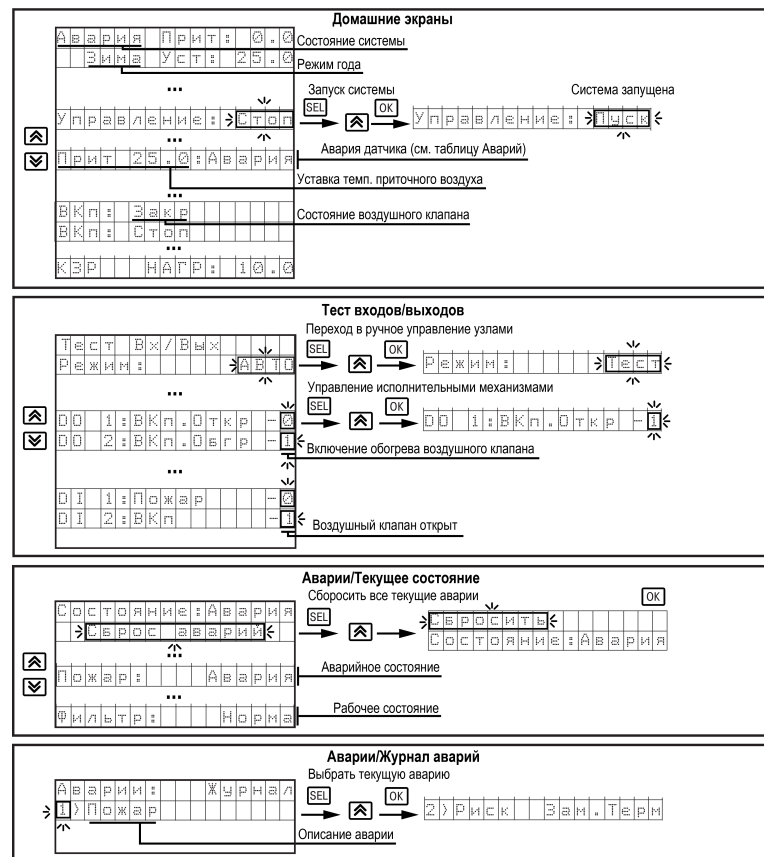 Домашние экраны
Авария Прит: 0.0
Состояние системы
Зима Уст: 25.0
Режим года
...
Запуск системы
Система запущена
Управление: Стоп
SEL
OK
Управление: Пуск
...
Прит 25.0:Авария
Авария датчика (см. таблицу Аварий)
Уставка темп. приточного воздуха
...
ВКп: Закр
Состояние воздушного клапана
ВКп: Стоп
...
КЗР НАГР: 10.0
Тест входов/выходов
Переход в ручное управление узлами
Тест Вх/Вых
Режим: АВТО
SEL
OK
Режим: Тест
...
Управление исполнительными механизмами
DO 1:ВКп.Откр -0
SEL
OK
DO 1:ВКп.Откр -1
DO 2:ВКп.Обгр -1
Включение обогрева воздушного клапана
...
DI 1:Пожар -0
DI 2:ВКп -1
Воздушный клапан открыт
Аварии/Текущее состояние
Сборосить все текущие аварии
OK
Состояние:Авария
SEL
Сбросить
Сброс аварий
Состояние:Авария
...
Аварийное состояние
Пожар: Авария
...
Рабочее состояние
Фильтр: Норма
Аварии/Журнал аварий
Выбрать текущую аварию
Аварии: Журнал
SEL
OK
1)Пожар
2)Риск Зам.Терм
Описание аварии